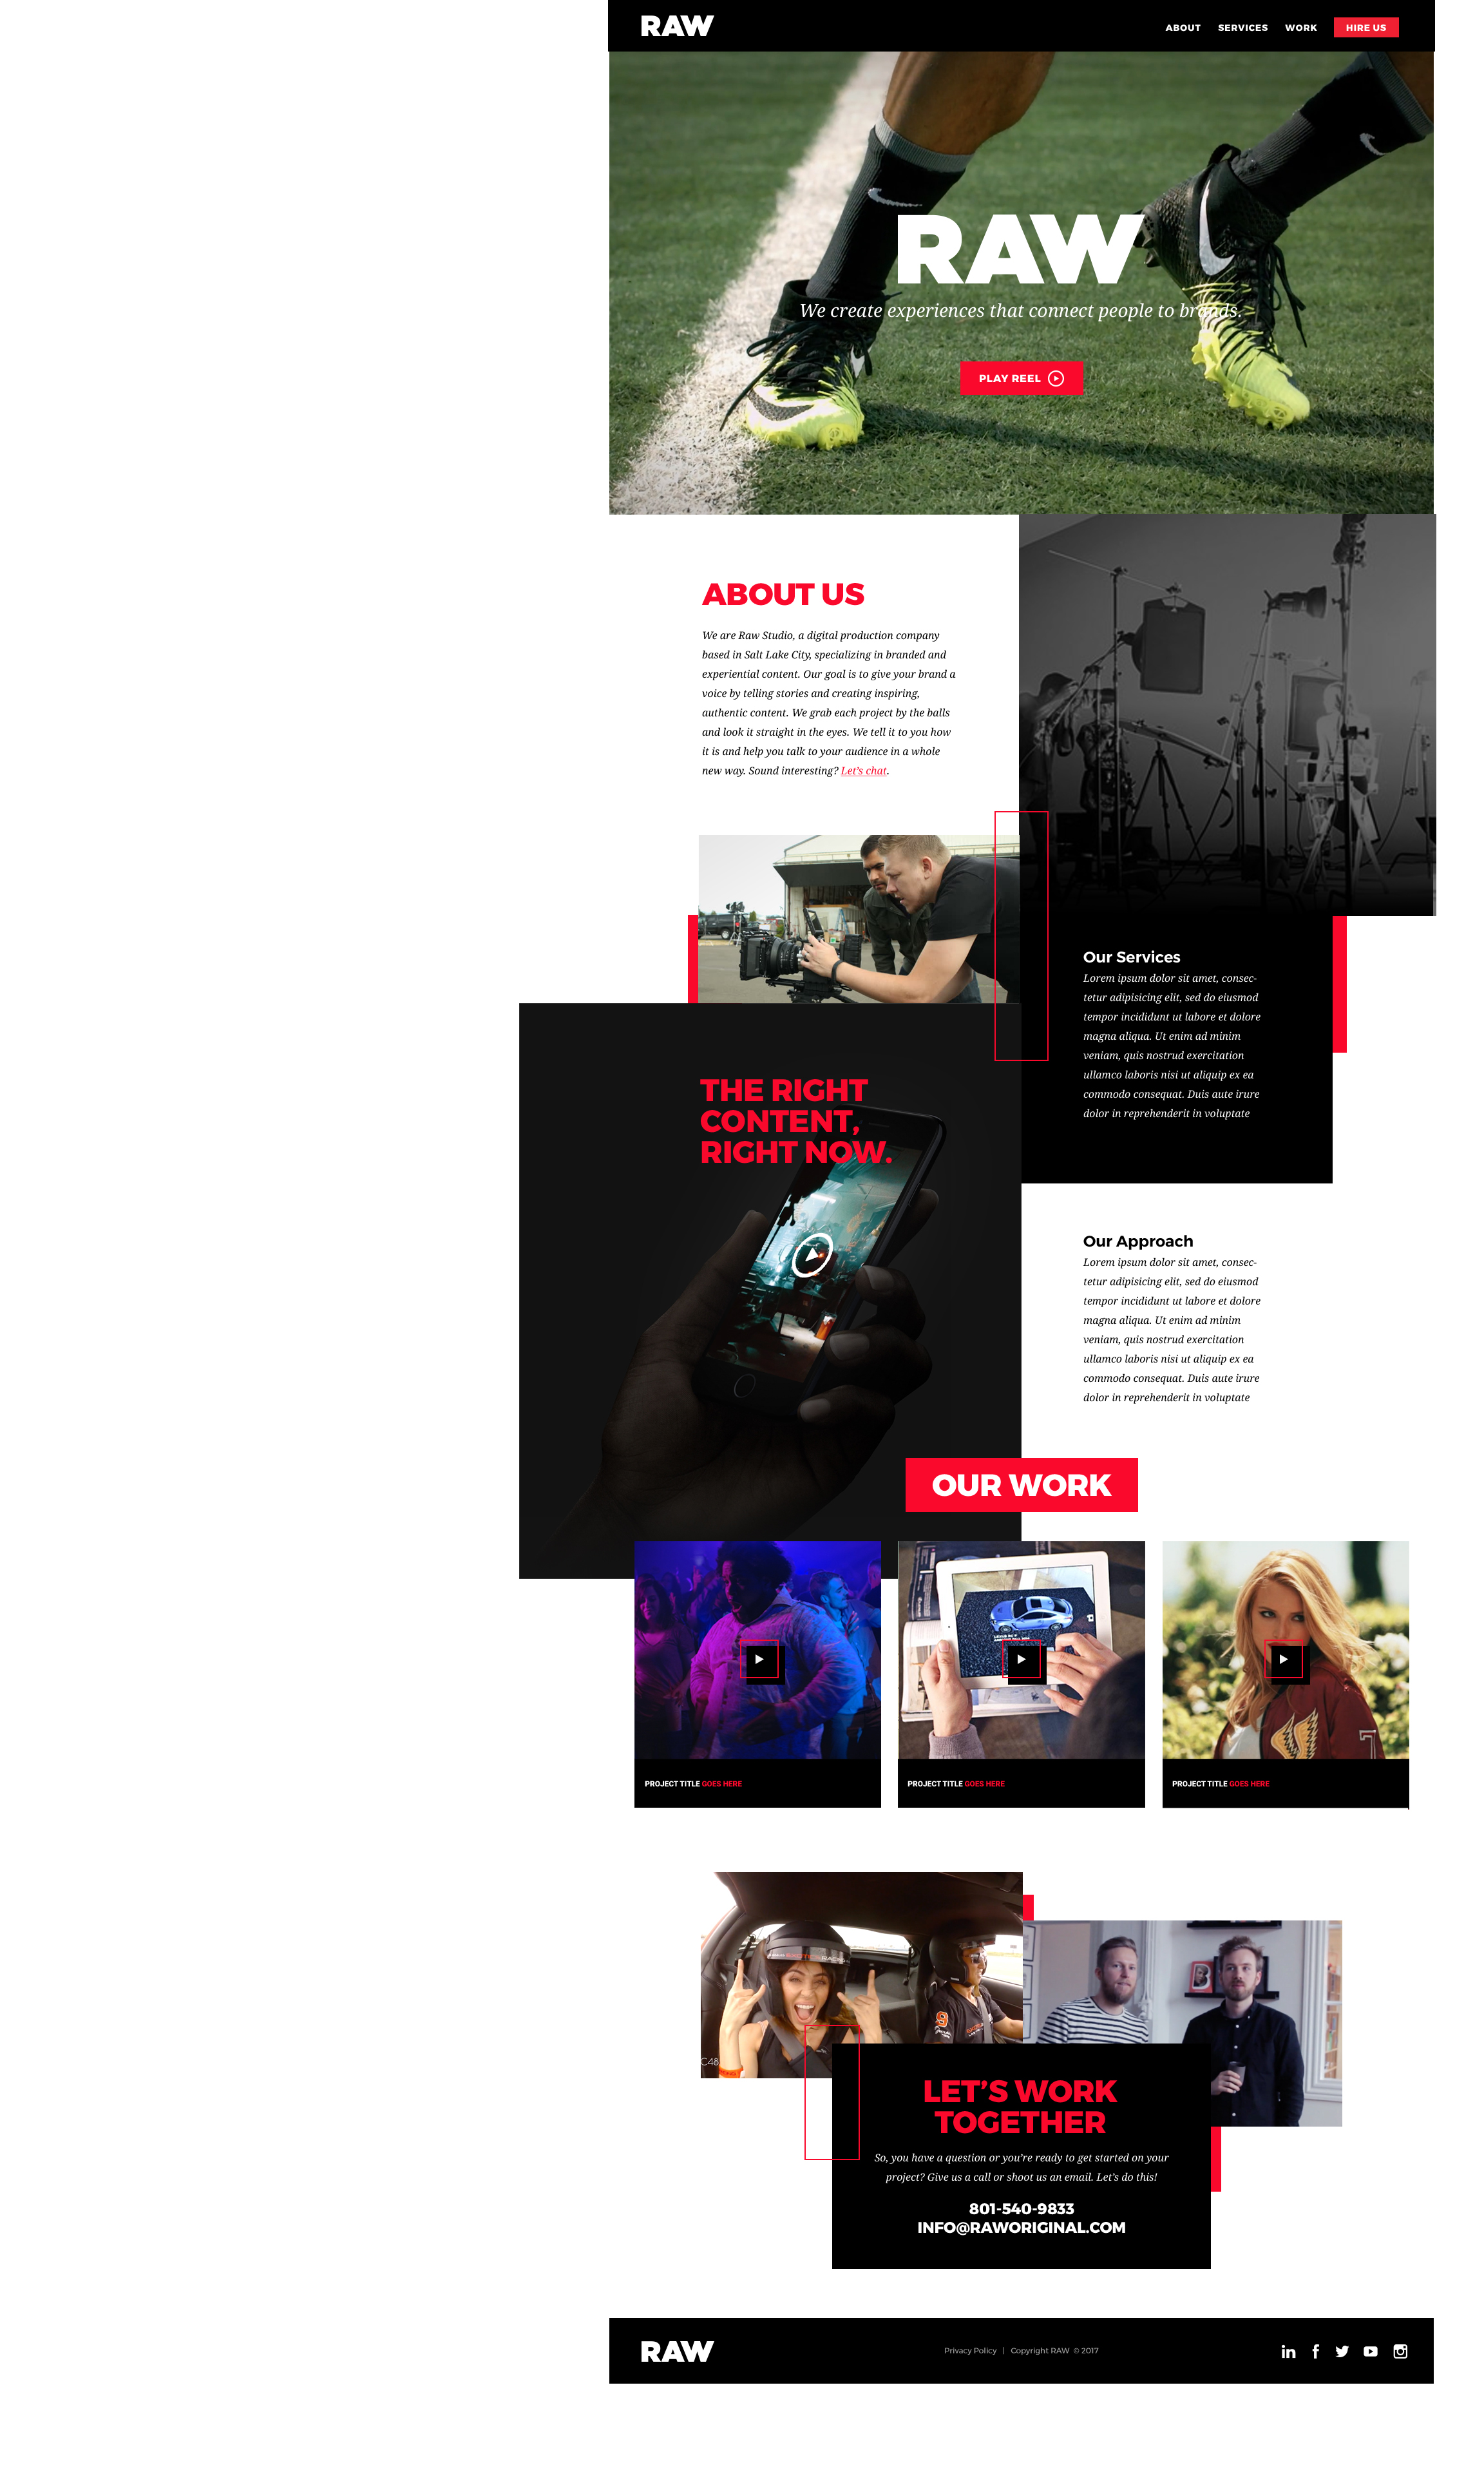 RAW
ABOUT SERVICES WORK HIRE US
RAW
We create experiences that connect people to brands.
PLAY REEL
ABOUT US
We are Raw Studio, a digital production company
based in Salt Lake City, specializing in branded and
experiential content. Our goal is to give your brand a
voice by telling stories and creating inspiring,
authentic content. We grab each project by the balls
and look it straight in the eyes. We tell it to you how
it is and help you talk to your audience in a whole
new way. Sound interesting? Let's chat.
Our Services
Lorem ipsum dolor sit amet, consec-
tetur adipisicing elit, sed do eiusmod
tempor incididunt ut labore et dolore
magna aliqua. Ut enim ad minim
veniam, quis nostrud exercitation
ullamco laboris nisi ut aliquip ex ea
commodo consequat. Duis aute irure
dolor in reprehenderit in voluptate
THE RIGHT
CONTENT,
RIGHT NOW.
Our Approach
Lorem ipsum dolor sit amet, consec-
tetur adipisicing elit, sed do eiusmod
tempor incididunt ut labore et dolore
magna aliqua. Ut enim ad minim
veniam, quis nostrud exercitation
ullamco laboris nisi ut aliquip ex ea
commodo consequat. Duis aute irure
dolor in reprehenderit in voluptate
OUR WORK
PROJECT TITLE GOES HERE
PROJECT TITLE GOES HERE
PROJECT TITLE GOES HERE
C48
LET'S WORK
TOGETHER
So, you have a question or you're ready to get started on your
project? Give us a call or shoot us an email. Let's do this!
801-540-9833
INFO@RAWORIGINAL.COM
RAW
Privacy Policy | Copyright RAW © 2017